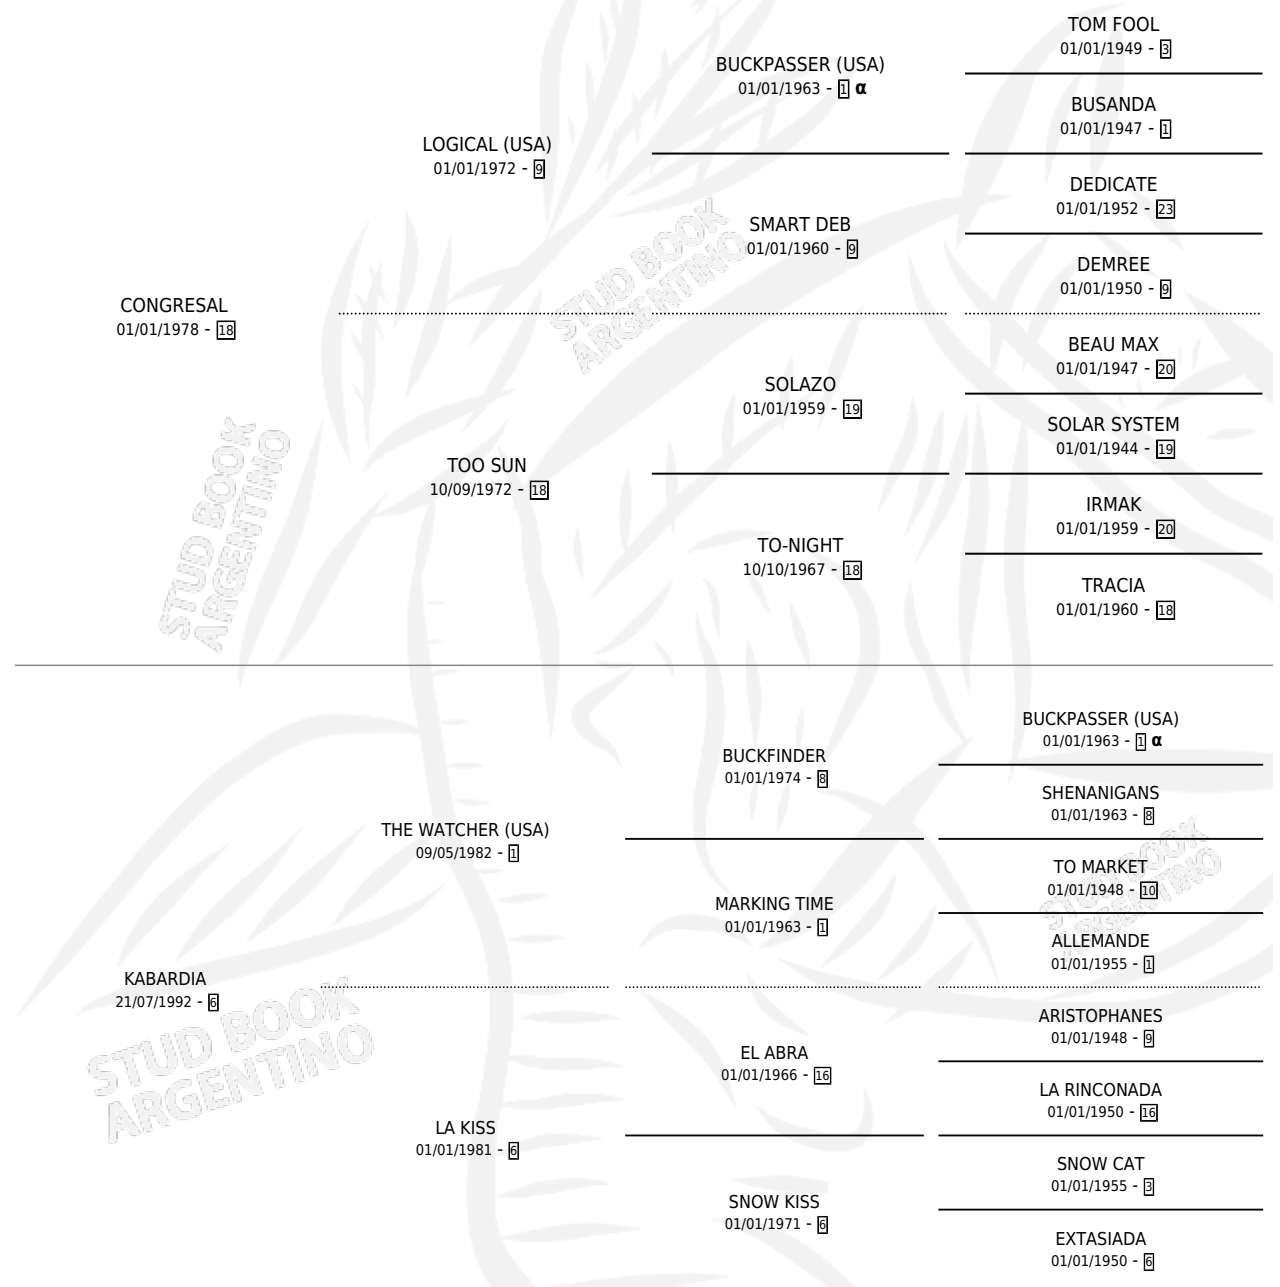 CONGRESAL
01/01/1978 - 18
LOGICAL (USA)
01/01/1972 - 9
TOO SUN
10/09/1972 - 18
BUCKPASSER (USA)
01/01/1963 - 1 α
SMART DEB
01/01/1960 - 9
SOLAZO
01/01/1959 - 19
TO-NIGHT
10/10/1967 - 18
TOM FOOL
01/01/1949 - 3
BUSANDA
01/01/1947 - 1
DEDICATE
01/01/1952 - 23
DEMREE
01/01/1950 - 9
BEAU MAX
01/01/1947 - 20
SOLAR SYSTEM
01/01/1944 - 19
IRMAK
01/01/1959 - 20
TRACIA
01/01/1960 - 18
KABARDIA
21/07/1992 - 6
THE WATCHER (USA)
09/05/1982 - 1
LA KISS
01/01/1981 - 6
BUCKFINDER
01/01/1974 - 8
MARKING TIME
01/01/1963 - 1
EL ABRA
01/01/1966 - 16
SNOW KISS
01/01/1971 - 6
BUCKPASSER (USA)
01/01/1963 - 1 α
SHENANIGANS
01/01/1963 - 8
TO MARKET
01/01/1948 - 10
ALLEMANDE
01/01/1955 - 1
ARISTOPHANES
01/01/1948 - 9
LA RINCONADA
01/01/1950 - 16
SNOW CAT
01/01/1955 - 3
EXTASIADA
01/01/1950 - 6
STUD BOOK
ARGENTINO
STUD BOOK
ARGENTINO
STUD BOOK
ARGENTINO
STUD BOOK
ARGENTINO